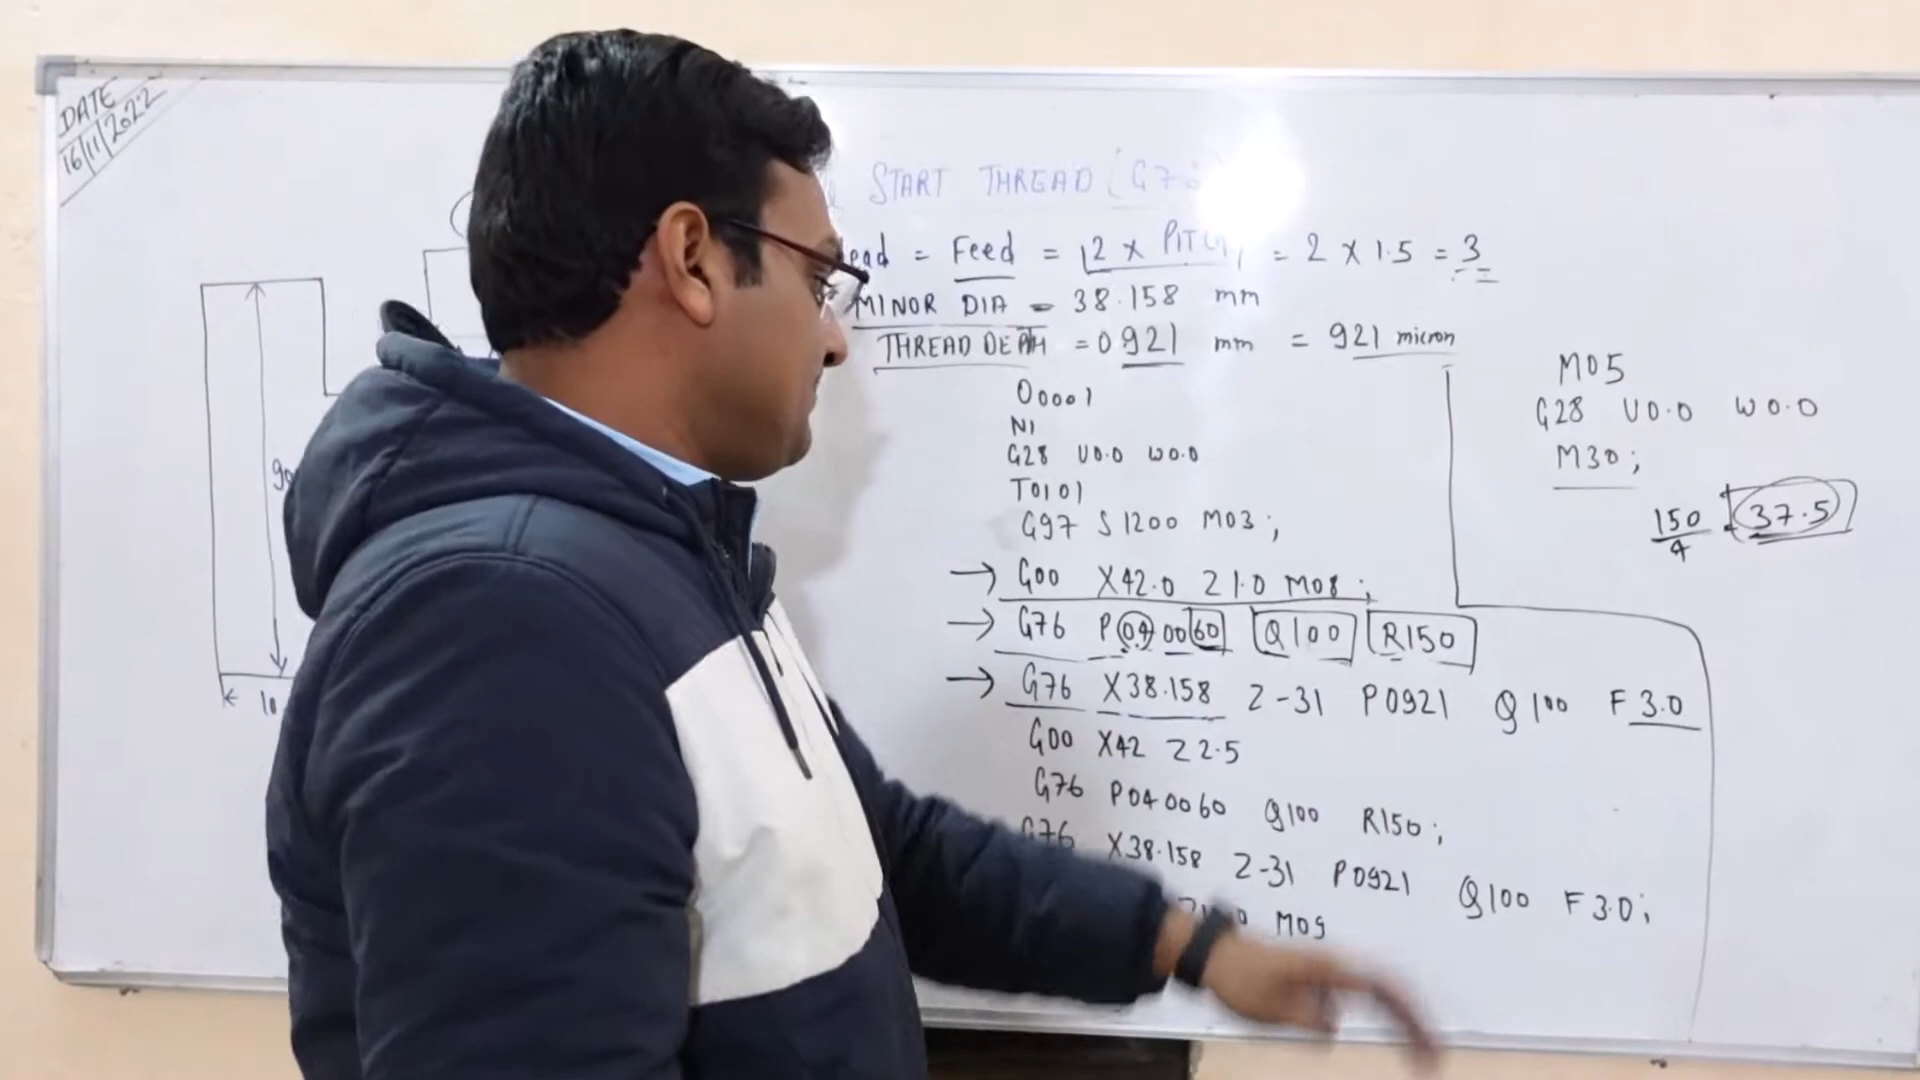 DATE
16/11/2022
START THREAD (G76)
ead = Feed = 2 X PITCH = 2 X 1.5 = 3
MINOR DIA = 38.158 mm
THREAD DEPTH = 0921 mm = 921 micron
O0001
N1
G28 U0.0 W0.0
T0101
G97 S1200 M03;
→ G00 X42.0 Z1.0 M08;
→ G76 P040060 Q100 R150
→ G76 X38.158 Z-31 P0921 Q100 F3.0
G00 X42 Z2.5
G76 P040060 Q100 R150;
G76 X38.158 Z-31 P0921 Q100 F3.0;
M09
M05
G28 U0.0 W0.0
M30;
150/4 = 37.5
90
10